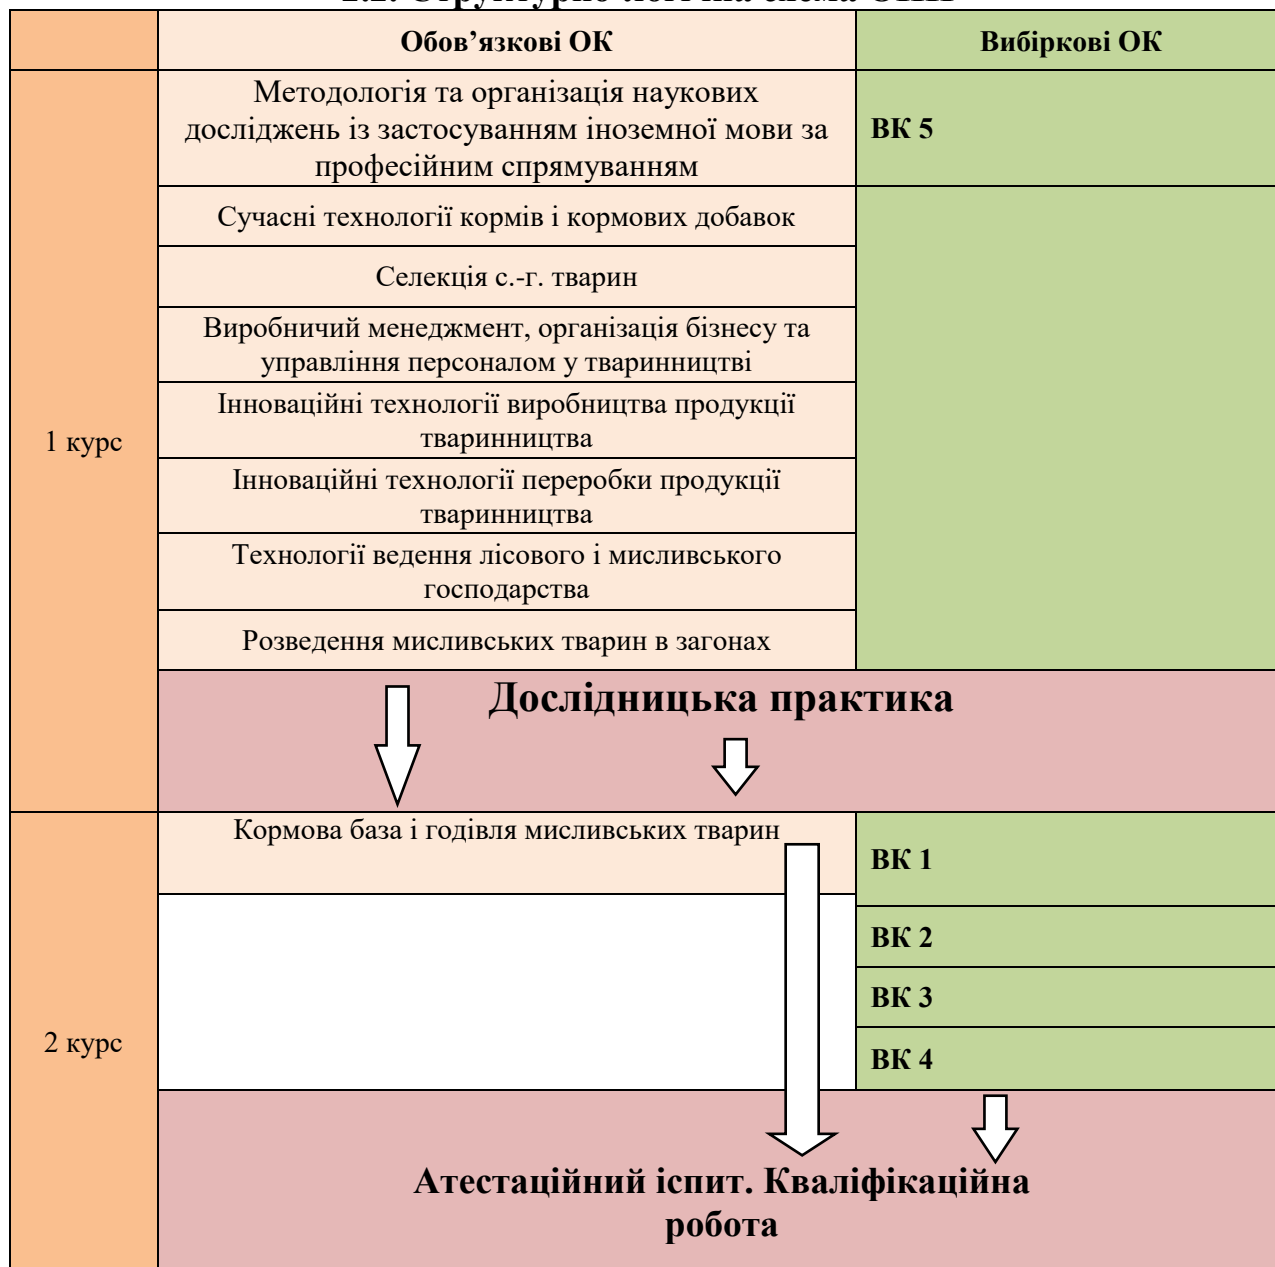 Обов’язкові ОК
Вибіркові ОК
1 курс
Методологія та організація наукових
досліджень із застосуванням іноземної мови за
професійним спрямуванням
ВК 5
Сучасні технології кормів і кормових добавок
Селекція с.-г. тварин
Виробничий менеджмент, організація бізнесу та
управління персоналом у тваринництві
Інноваційні технології виробництва продукції
тваринництва
Інноваційні технології переробки продукції
тваринництва
Технології ведення лісового і мисливського
господарства
Розведення мисливських тварин в загонах
Дослідницька практика
2 курс
Кормова база і годівля мисливських тварин
ВК 1
ВК 2
ВК 3
ВК 4
Атестаційний іспит. Кваліфікаційна
робота